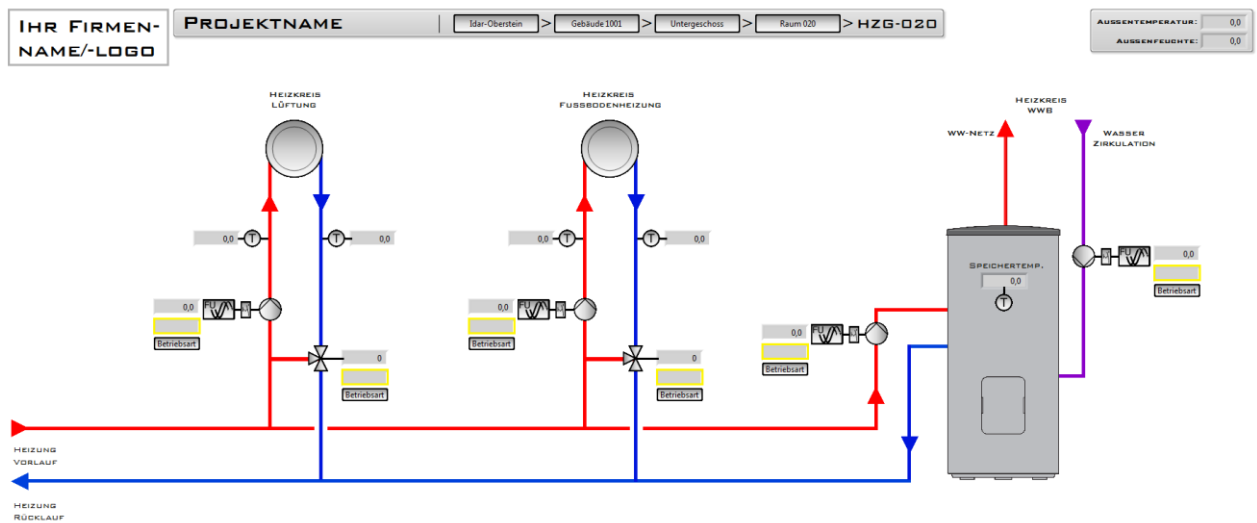 IHR FIRMEN-
NAME/-LOGO
PROJEKTNAME
Idar-Oberstein > Gebäude 1001 > Untergeschoss > Raum 020 > HZG-020
AUSSENTEMPERATUR: 0,0
AUSSENFEUCHTE: 0,0
HEIZKREIS
LÜFTUNG
HEIZKREIS
FUSSBODENHEIZUNG
HEIZKREIS
WWB
WW-NETZ
WASSER
ZIRKULATION
0,0 T T 0,0
0,0 T T 0,0
0,0 FU M
Betriebsart
0
Betriebsart
0,0 FU M
Betriebsart
0
Betriebsart
0,0 FU M
Betriebsart
SPEICHERTEMP.
0,0
T
M FU 0,0
Betriebsart
HEIZUNG
VORLAUF
HEIZUNG
RÜCKLAUF